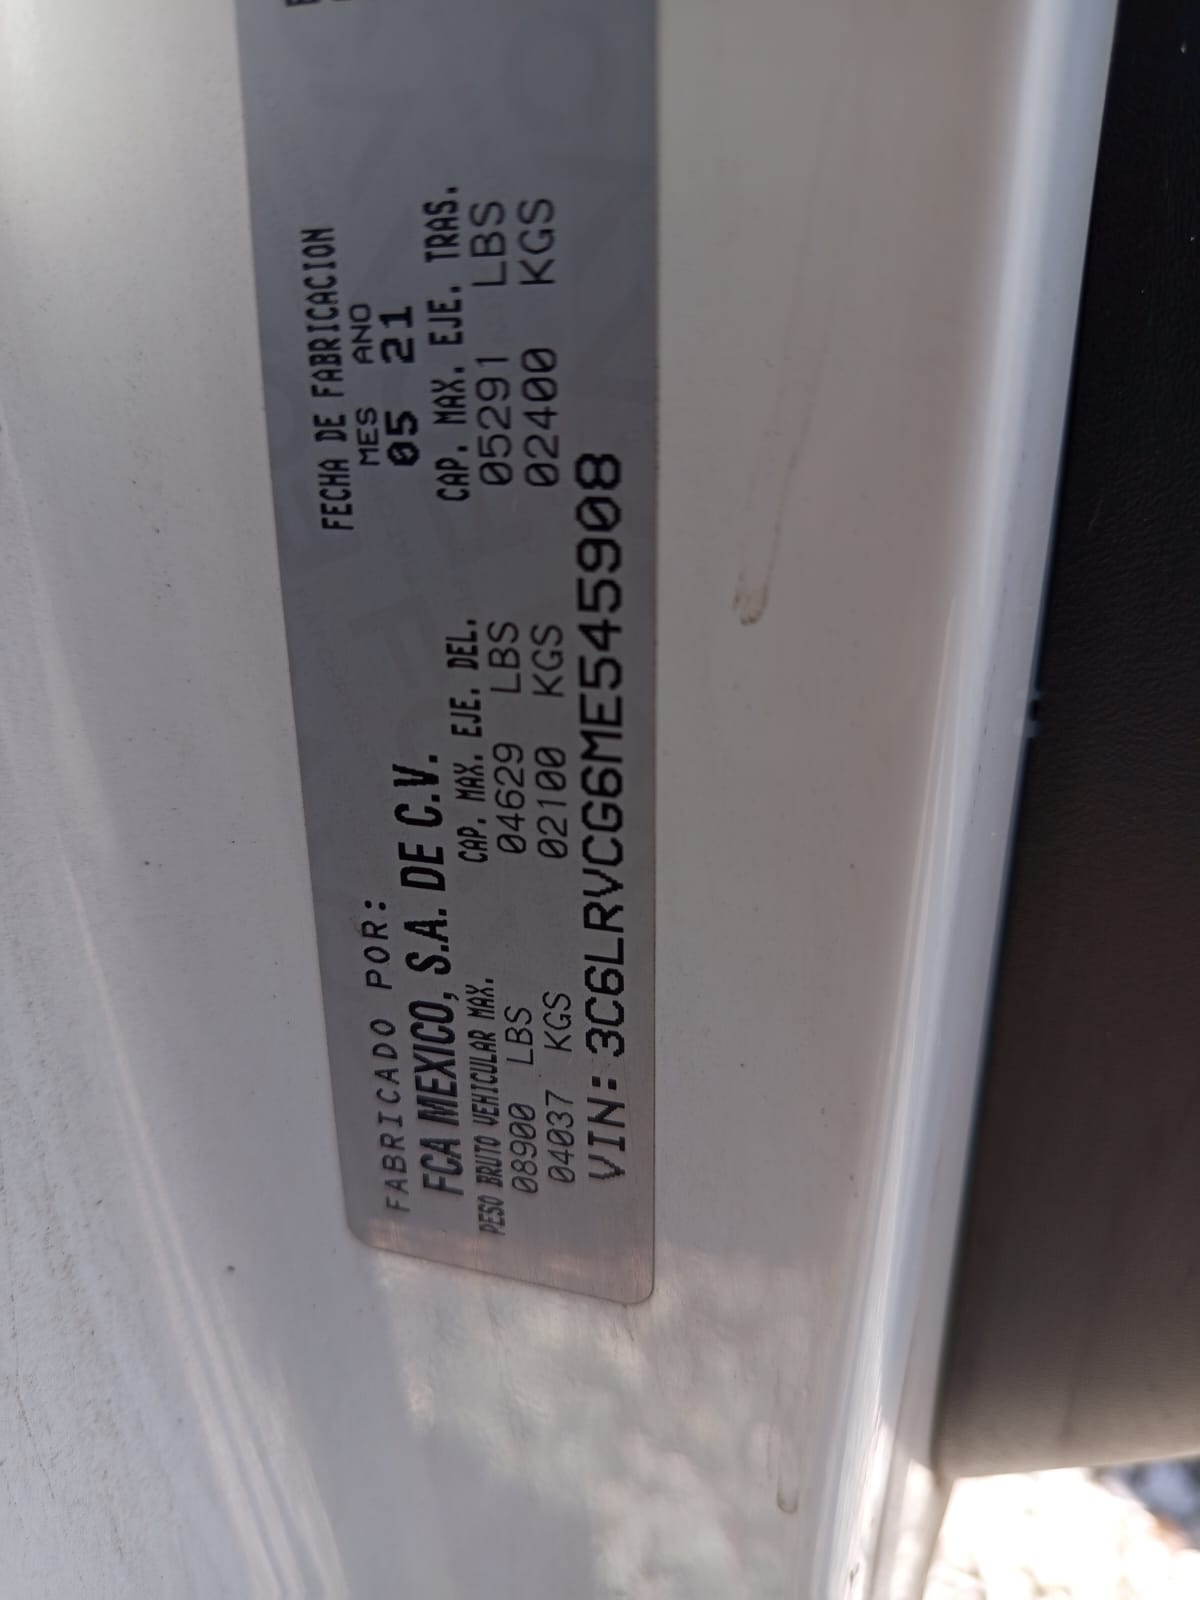 FECHA DE FABRICACION
MES ANO
05 21
FABRICADO POR:
FCA MEXICO, S.A. DE C.V.
PESO BRUTO VEHICULAR MAX. CAP. MAX. EJE. DEL. CAP. MAX. EJE. TRAS.
08900 LBS 04629 LBS 05291 LBS
04037 KGS 02100 KGS 02400 KGS
VIN: 3C6LRVCG6ME545908